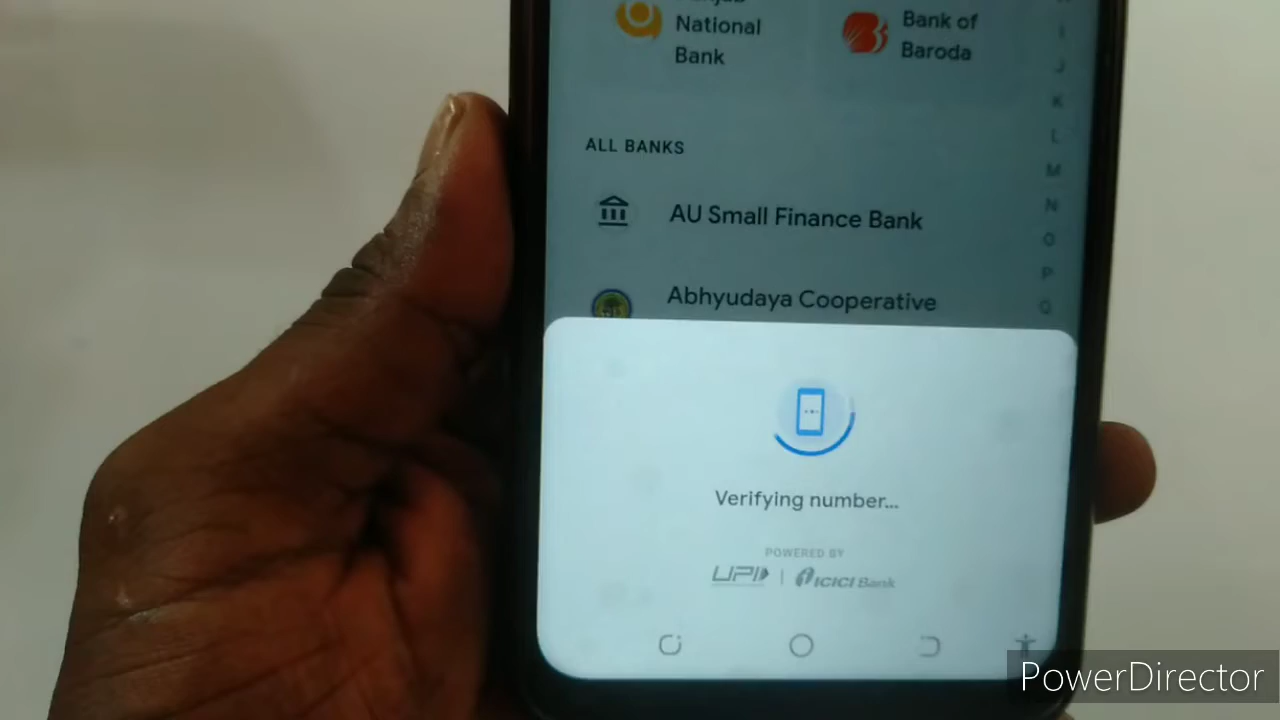 National
Bank
Bank of
Baroda
ALL BANKS
AU Small Finance Bank
Abhyudaya Cooperative
I
J
K
L
M
N
O
P
Q
Verifying number...
POWERED BY
UPI | ICICI Bank
PowerDirector